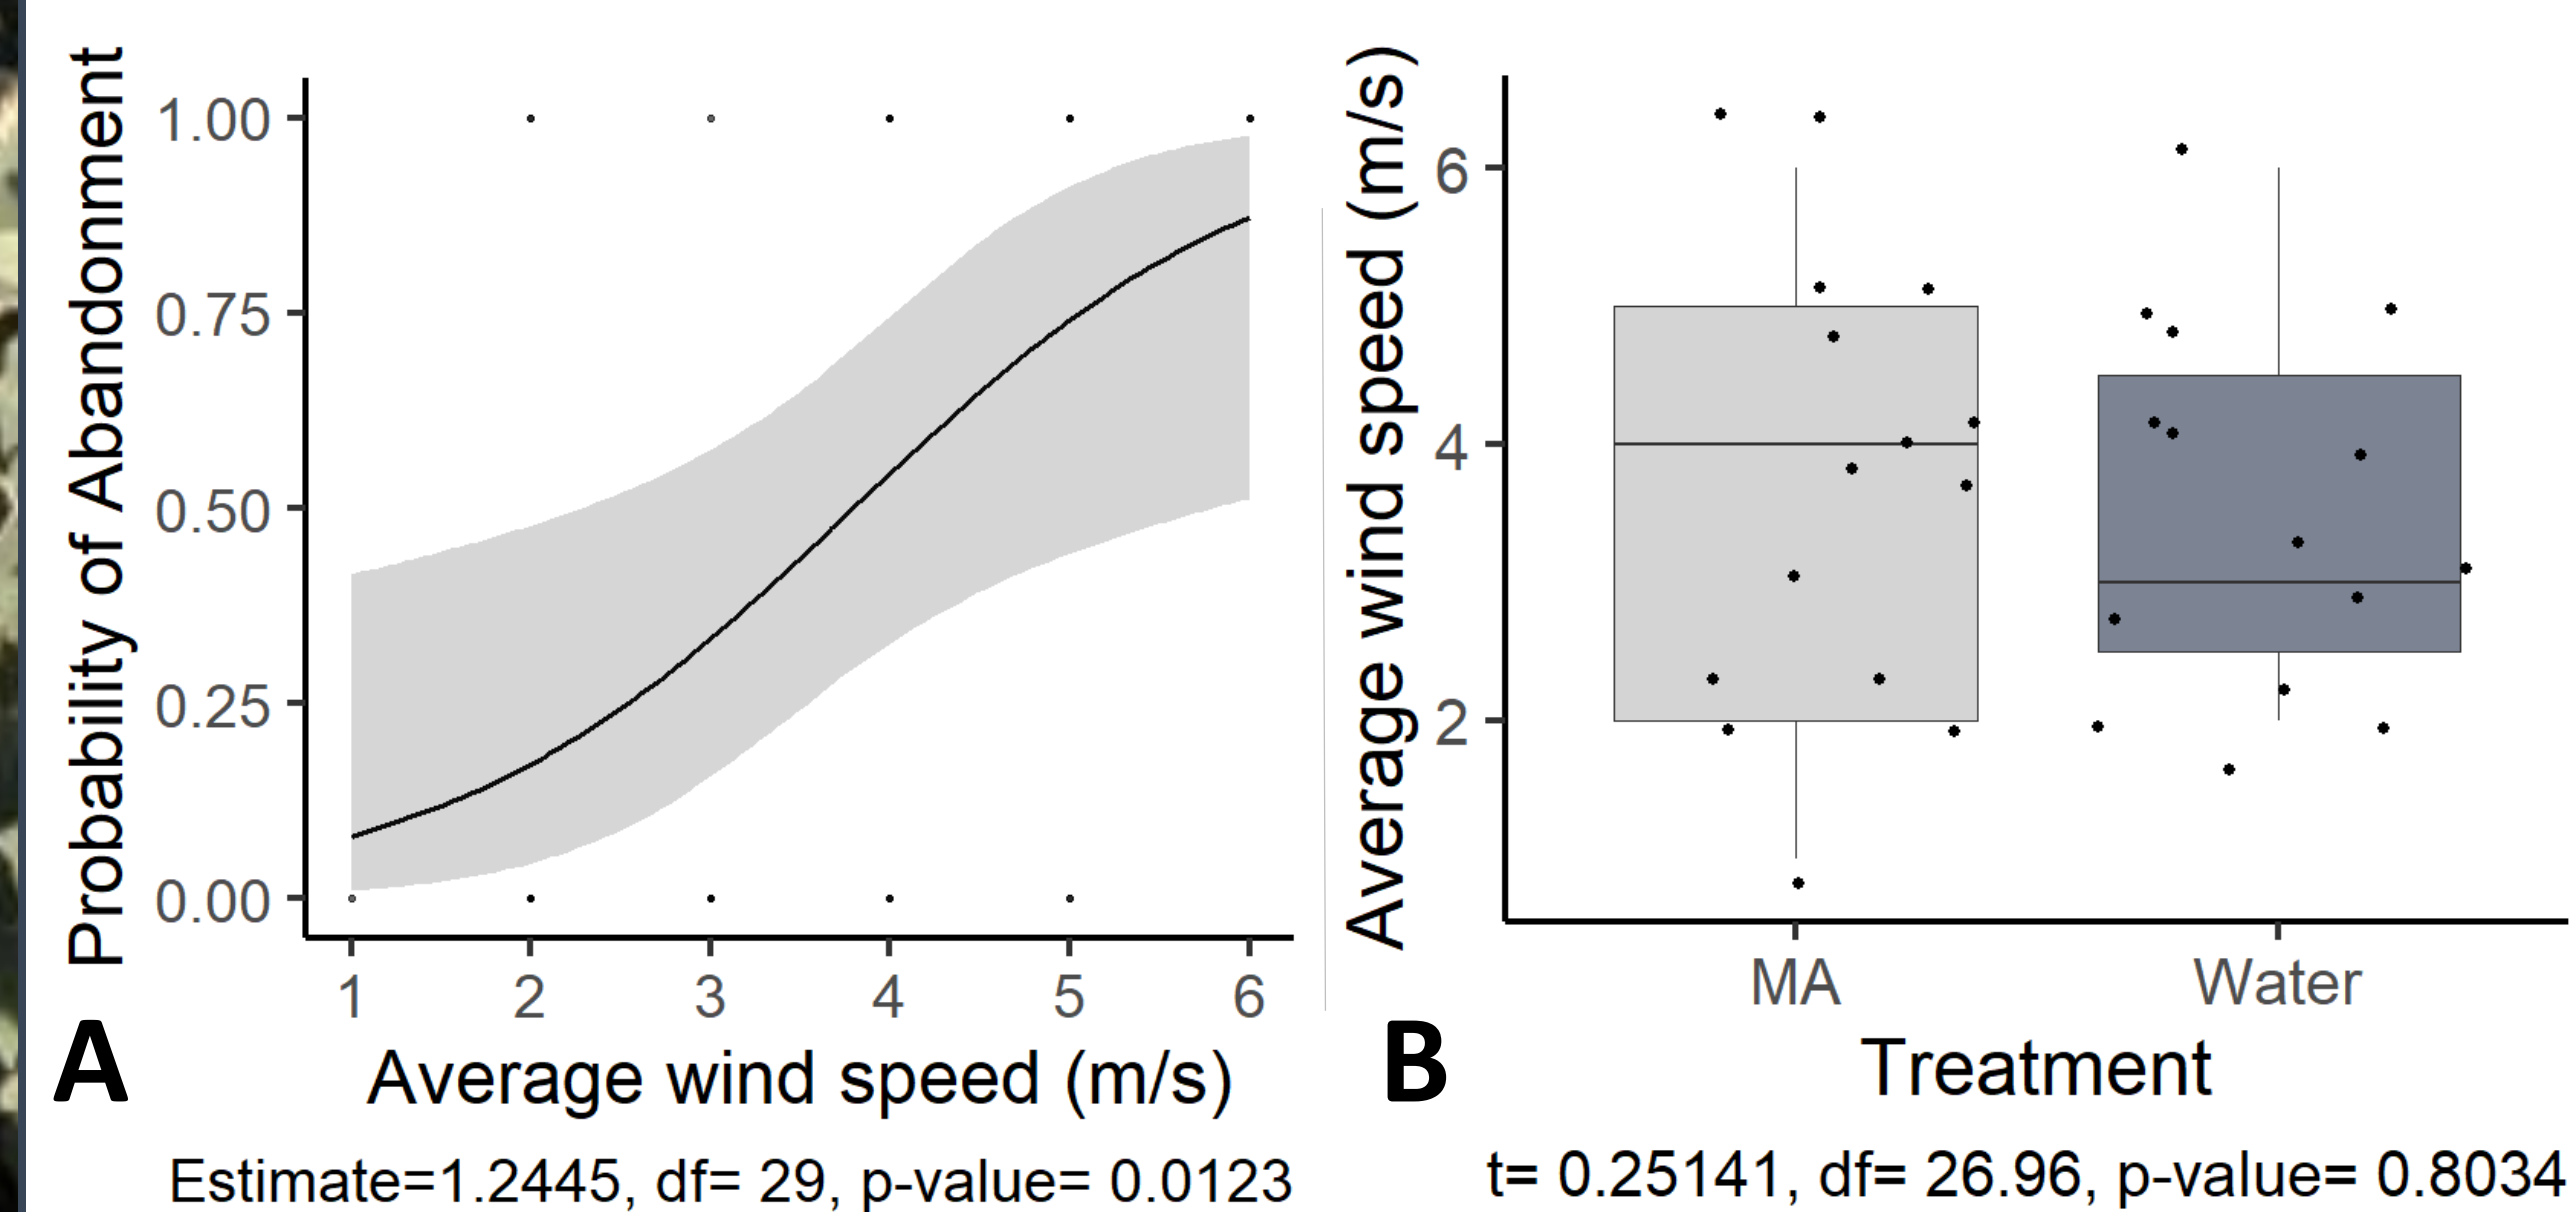 Probability of Abandonment
1.00
0.75
0.50
0.25
0.00
1 2 3 4 5 6
A
Average wind speed (m/s)
Estimate=1.2445, df= 29, p-value= 0.0123
Average wind speed (m/s)
6
4
2
MA Water
B
Treatment
t= 0.25141, df= 26.96, p-value= 0.8034